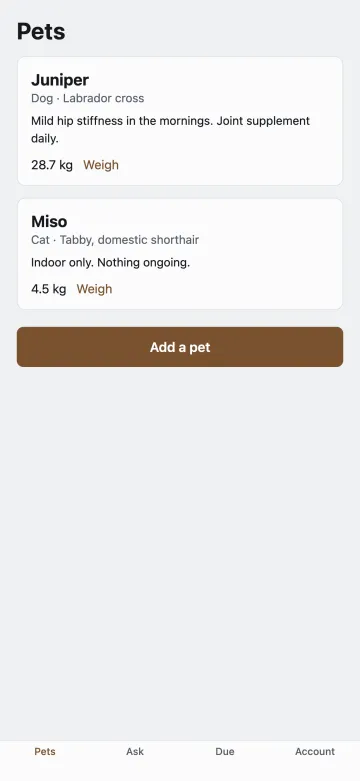 Pets
Juniper
Dog · Labrador cross
Mild hip stiffness in the mornings. Joint supplement
daily.
28.7 kg Weigh
Miso
Cat · Tabby, domestic shorthair
Indoor only. Nothing ongoing.
4.5 kg Weigh
Add a pet
Pets Ask Due Account